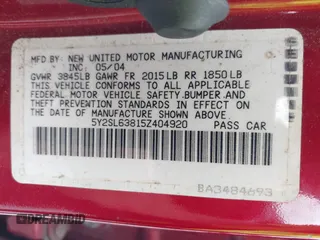 MFD BY NEW UNITED MOTOR MANUFACTURING
INC. 05/04
GVWR 3845LB GAWR FR 2015LB RR 1850LB
THIS VEHICLE CONFORMS TO ALL APPLICABLE
FEDERAL MOTOR VEHICLE SAFETY, BUMPER, AND
THEFT PREVENTION STANDARDS IN EFFECT ON
THE DATE OF MANUFACTURE SHOWN ABOVE.
5Y2SL63815Z404920 PASS CAR
BA3484693
DREAMBID